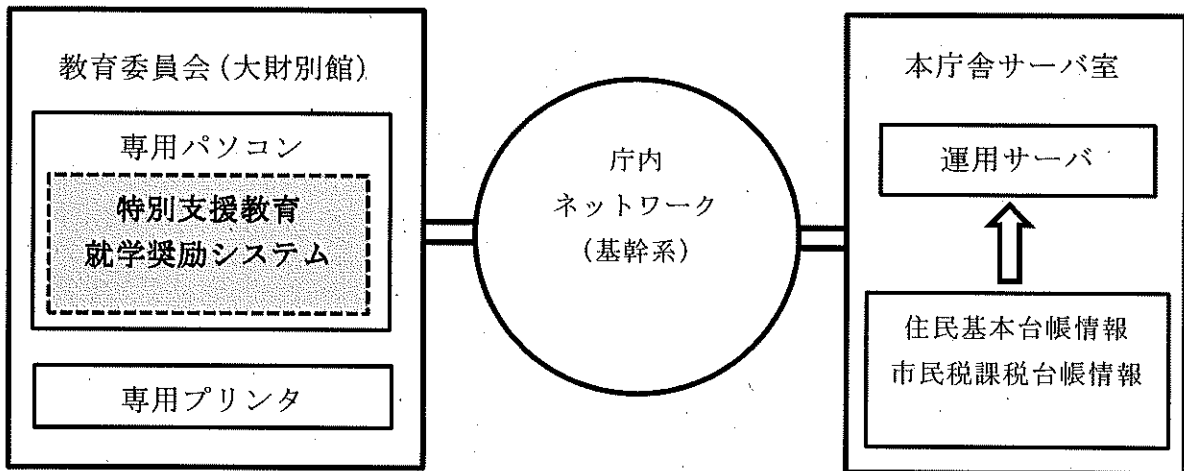 教育委員会(大財別館)
専用パソコン
特別支援教育
就学奨励システム
専用プリンタ
庁内
ネットワーク
(基幹系)
本庁舎サーバ室
運用サーバ
住民基本台帳情報
市民税課税台帳情報